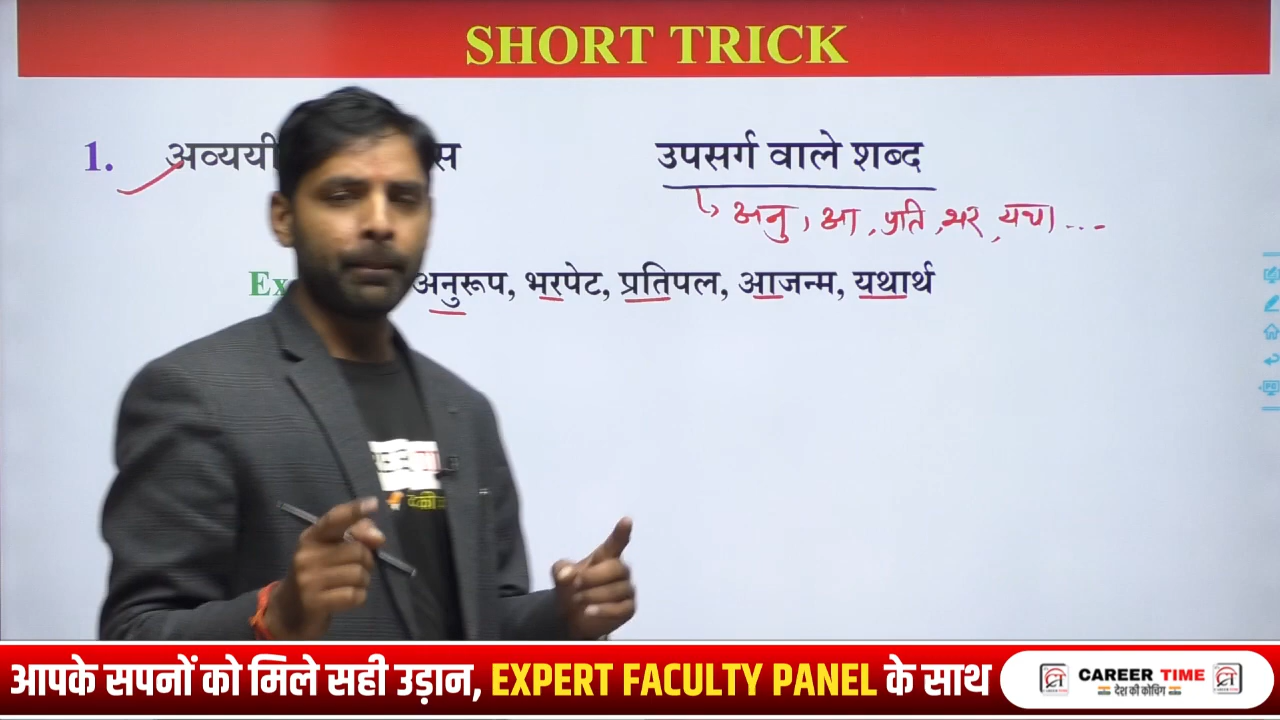 SHORT TRICK
1. अव्ययी स उपसर्ग वाले शब्द
अनु, आ, प्रति, भर, यथा ...
Ex अनुरूप, भरपेट, प्रतिपल, आजन्म, यथार्थ
आपके सपनों को मिले सही उड़ान, EXPERT FACULTY PANEL के साथ
CAREER TIME
देश की कोचिंग